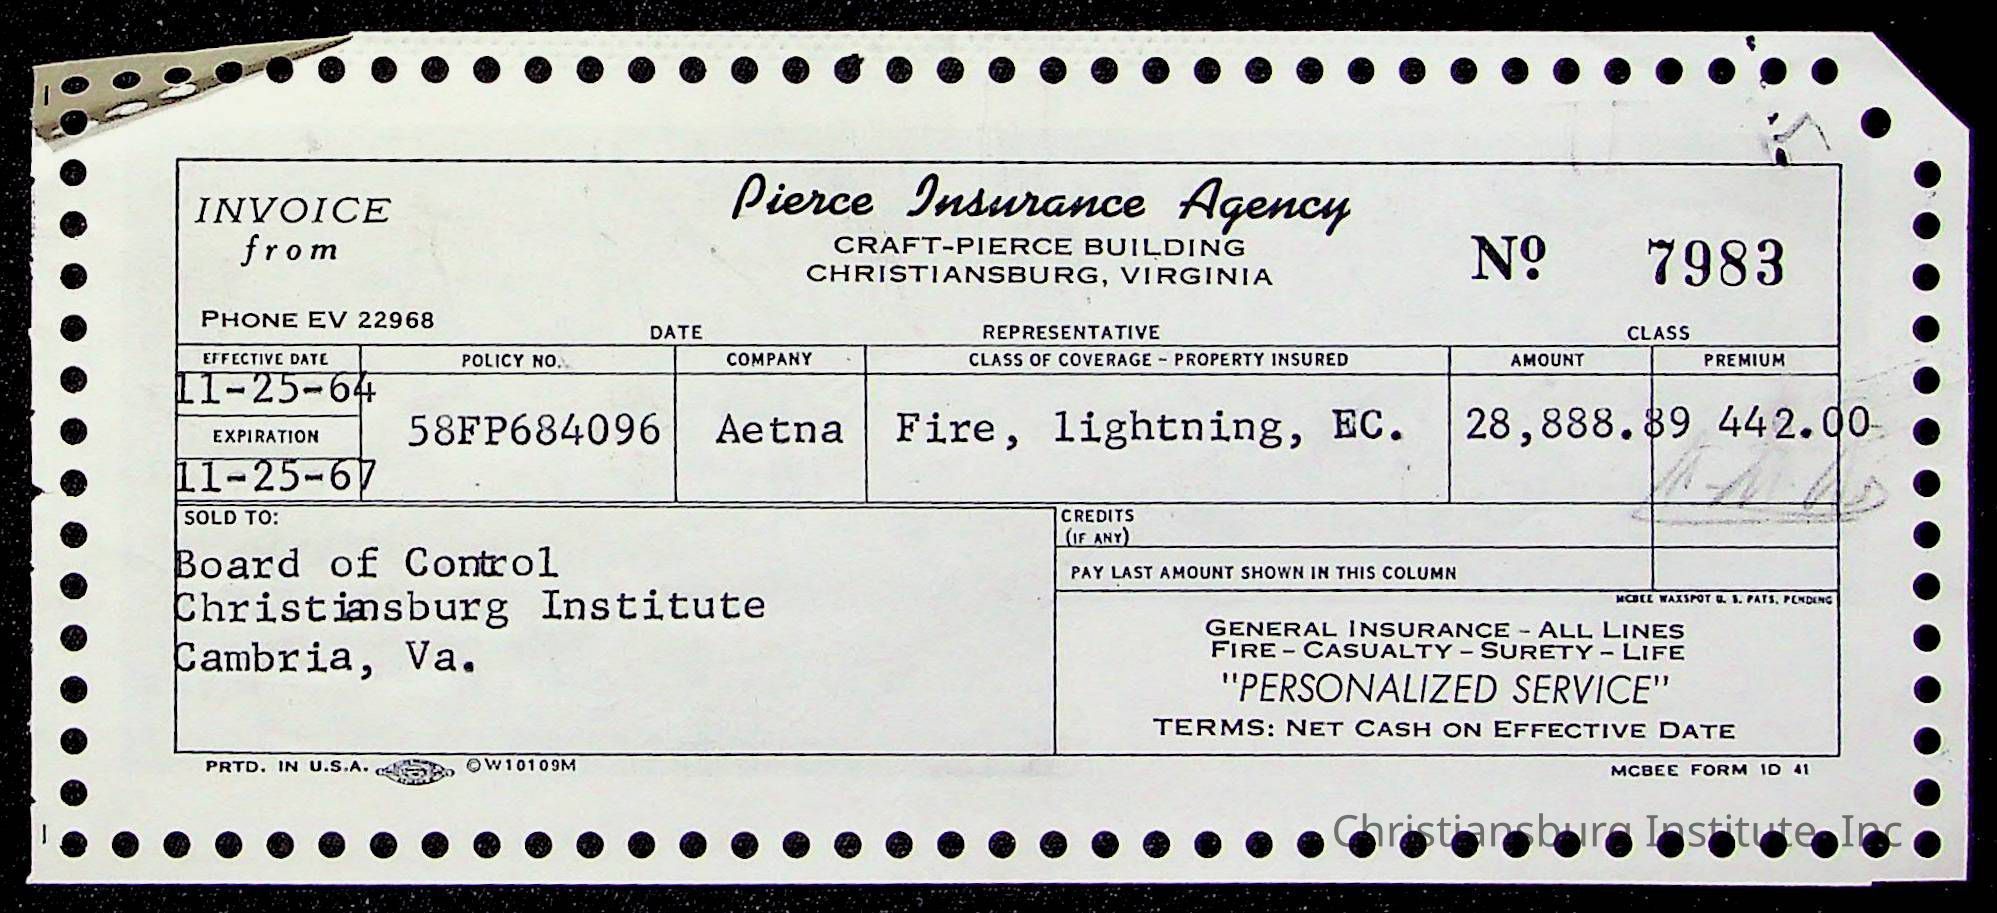 INVOICE
from
Pierce Insurance Agency
CRAFT-PIERCE BUILDING
CHRISTIANSBURG, VIRGINIA
Nº 7983
PHONE EV 22968
DATE REPRESENTATIVE CLASS
EFFECTIVE DATE POLICY NO. COMPANY CLASS OF COVERAGE - PROPERTY INSURED AMOUNT PREMIUM
11-25-64
58FP684096 Aetna Fire, lightning, EC. 28,888.89 442.00
EXPIRATION
11-25-67
SOLD TO:
Board of Control
Christiansburg Institute
Cambria, Va.
CREDITS
(IF ANY)
PAY LAST AMOUNT SHOWN IN THIS COLUMN
MCBEE WAXSPOT U. S. PATS. PENDING
GENERAL INSURANCE - ALL LINES
FIRE - CASUALTY - SURETY - LIFE
"PERSONALIZED SERVICE"
TERMS: NET CASH ON EFFECTIVE DATE
PRTD. IN U.S.A. ©W10109M
MCBEE FORM 1D 41
Christiansburg Institute, Inc